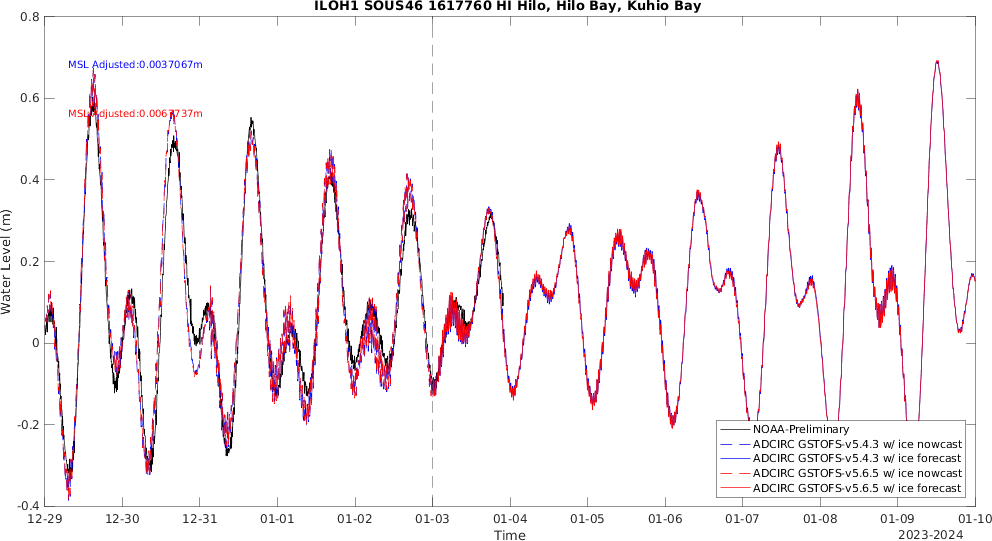 ILOH1 SOUS46 1617760 HI Hilo, Hilo Bay, Kuhio Bay
Water Level (m)
0.8
0.6
0.4
0.2
0
-0.2
-0.4
MSL Adjusted:0.0037067m
MSL Adjusted:0.0067737m
NOAA-Preliminary
ADCIRC GSTOFS-v5.4.3 w/ ice nowcast
ADCIRC GSTOFS-v5.4.3 w/ ice forecast
ADCIRC GSTOFS-v5.6.5 w/ ice nowcast
ADCIRC GSTOFS-v5.6.5 w/ ice forecast
12-29 12-30 12-31 01-01 01-02 01-03 01-04 01-05 01-06 01-07 01-08 01-09 01-10
Time
2023-2024